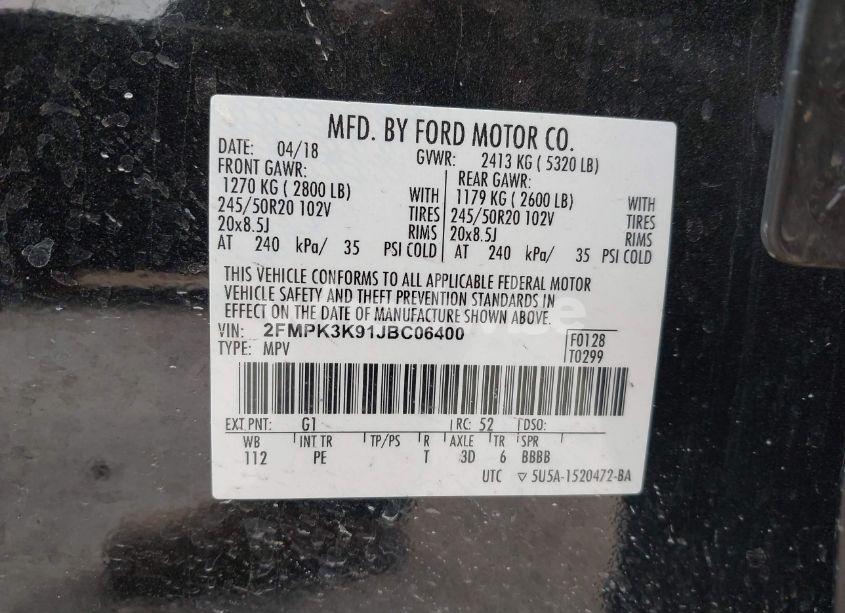 MFD. BY FORD MOTOR CO.
DATE: 04/18 GVWR: 2413 KG ( 5320 LB)
FRONT GAWR: REAR GAWR:
1270 KG ( 2800 LB) WITH 1179 KG ( 2600 LB) WITH
245/50R20 102V TIRES 245/50R20 102V TIRES
20x8.5J RIMS 20x8.5J RIMS
AT 240 kPa/ 35 PSI COLD AT 240 kPa/ 35 PSI COLD
THIS VEHICLE CONFORMS TO ALL APPLICABLE FEDERAL MOTOR
VEHICLE SAFETY AND THEFT PREVENTION STANDARDS IN
EFFECT ON THE DATE OF MANUFACTURE SHOWN ABOVE.
VIN: 2FMPK3K91JBC06400 F0128
TYPE: MPV T0299
EXT PNT: G1 RC: 52 DSO:
WB INT TR TP/PS R AXLE TR SPR
112 PE T 3D 6 BBBB
UTC ▽ 5U5A-1520472-BA